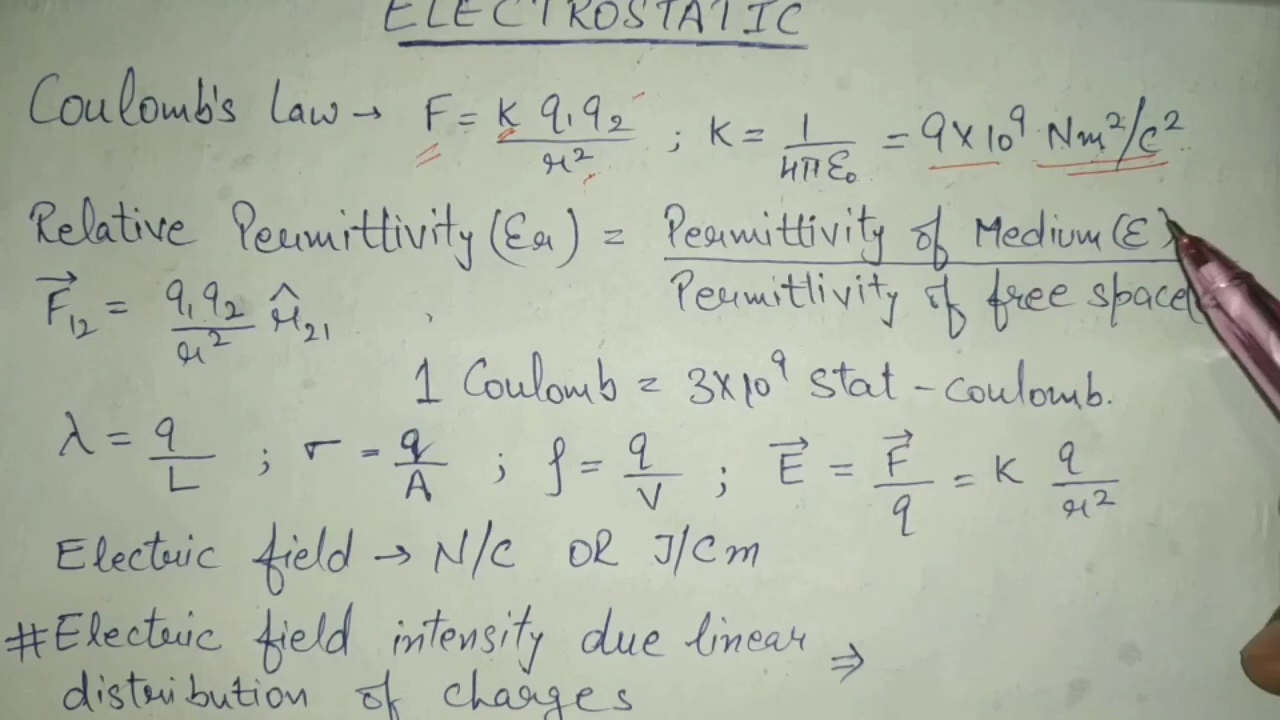 ELECTROSTATIC
Coulomb's Law → F = K q₁q₂ / r² ; K = 1 / 4πε₀ = 9×10⁹ Nm²/C²
Relative Permittivity (εr) = Permittivity of Medium (ε) / Permittivity of free space
F⃗₁₂ = q₁q₂ / r² r̂₂₁
1 Coulomb = 3×10⁹ Stat-coulomb.
λ = q / L ; σ = q / A ; ρ = q / V ; E⃗ = F⃗ / q = K q / r²
Electric field → N/C OR J/Cm
# Electric field intensity due linear ⇒
distribution of charges